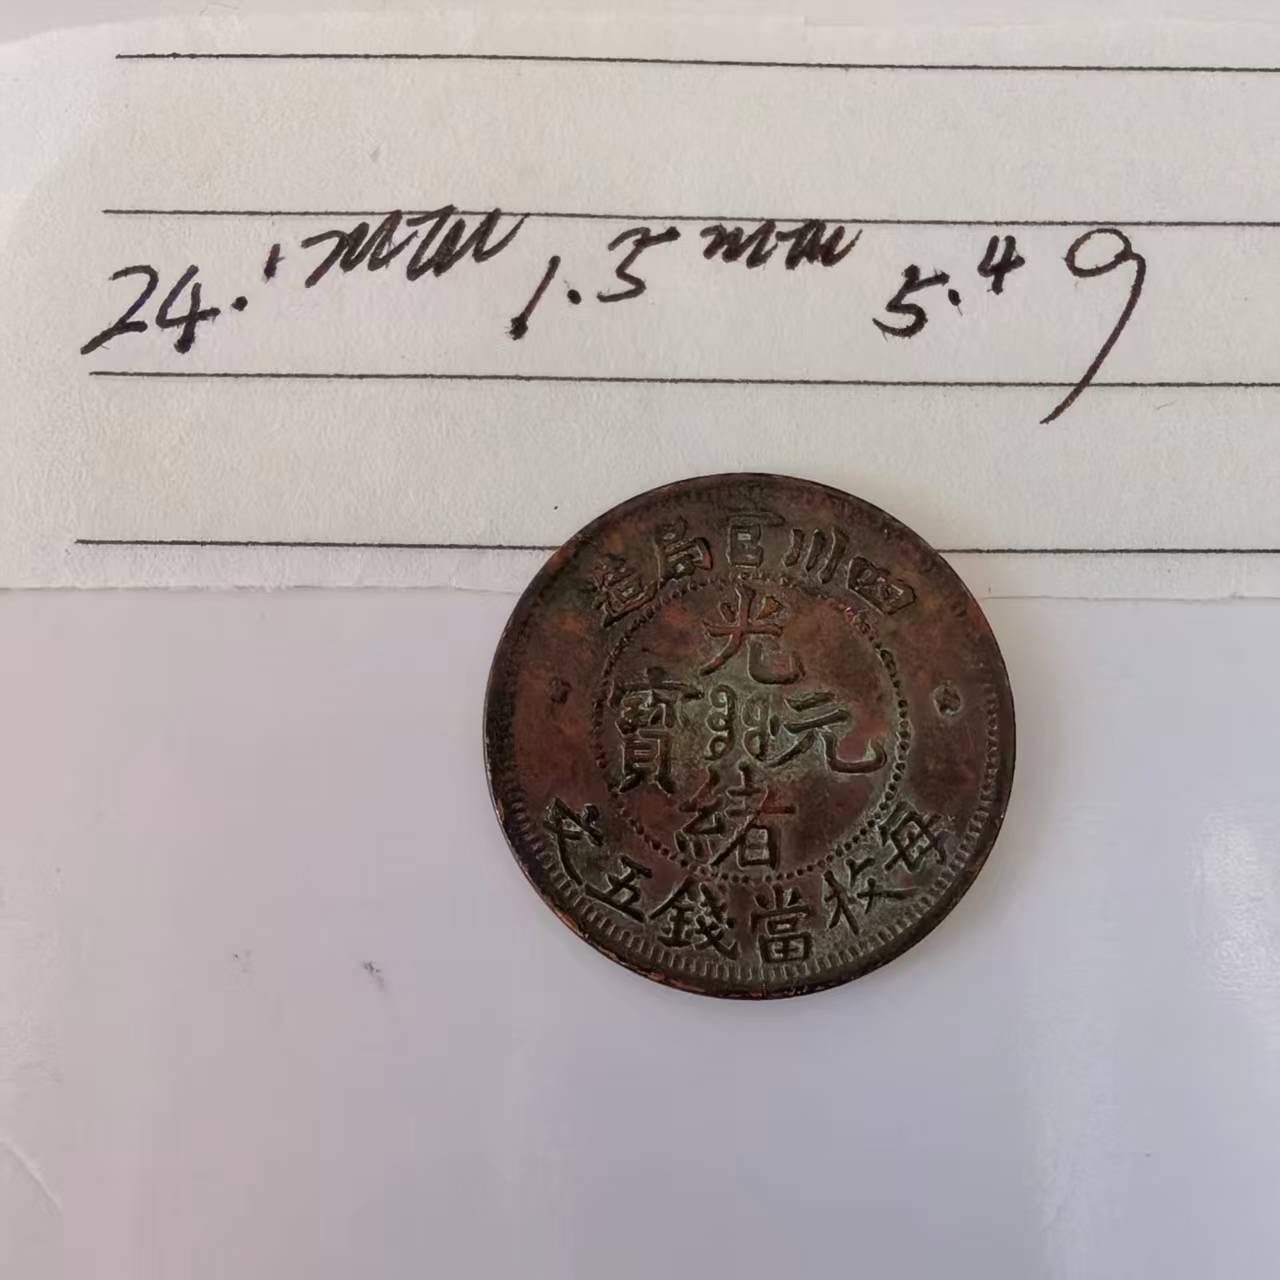 24.1mm 1.5mm 5.4g
四川官局造
光緒元寶
每枚當錢五文